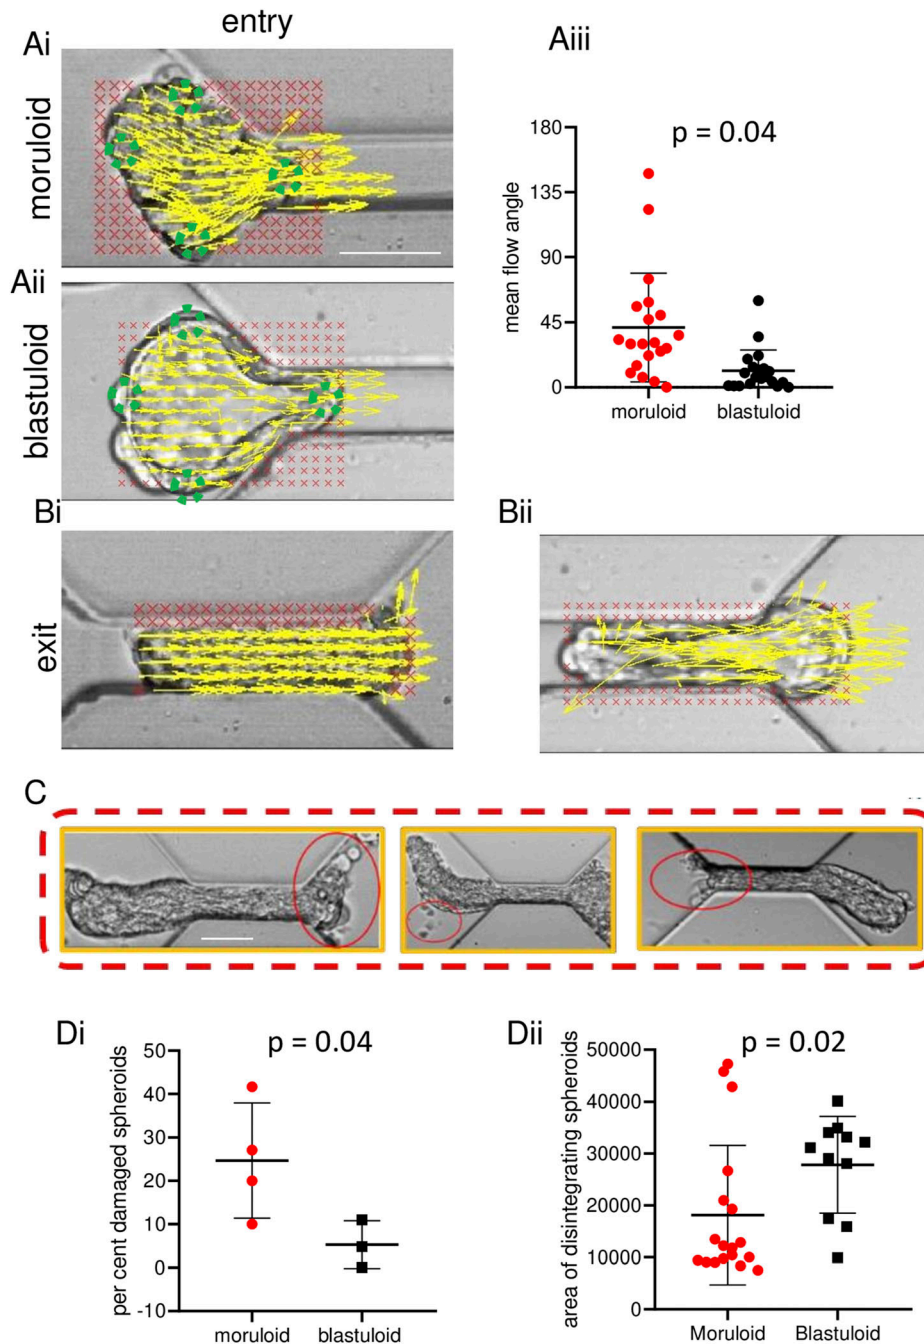 entry
Ai
moruloid
Aii
blastuloid
Aiii
p = 0.04
mean flow angle
180
135
90
45
0
moruloid
blastuloid
Bi
exit
Bii
C
Di
p = 0.04
per cent damaged spheroids
50
40
30
20
10
0
-10
moruloid
blastuloid
Dii
p = 0.02
area of disintegrating spheroids
50000
40000
30000
20000
10000
0
Moruloid
Blastuloid